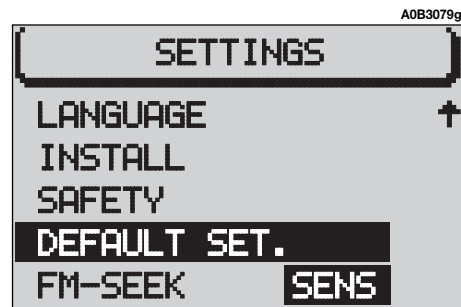 A0B3079g
SETTINGS
LANGUAGE
INSTALL
SAFETY
DEFAULT SET.
FM-SEEK SENS